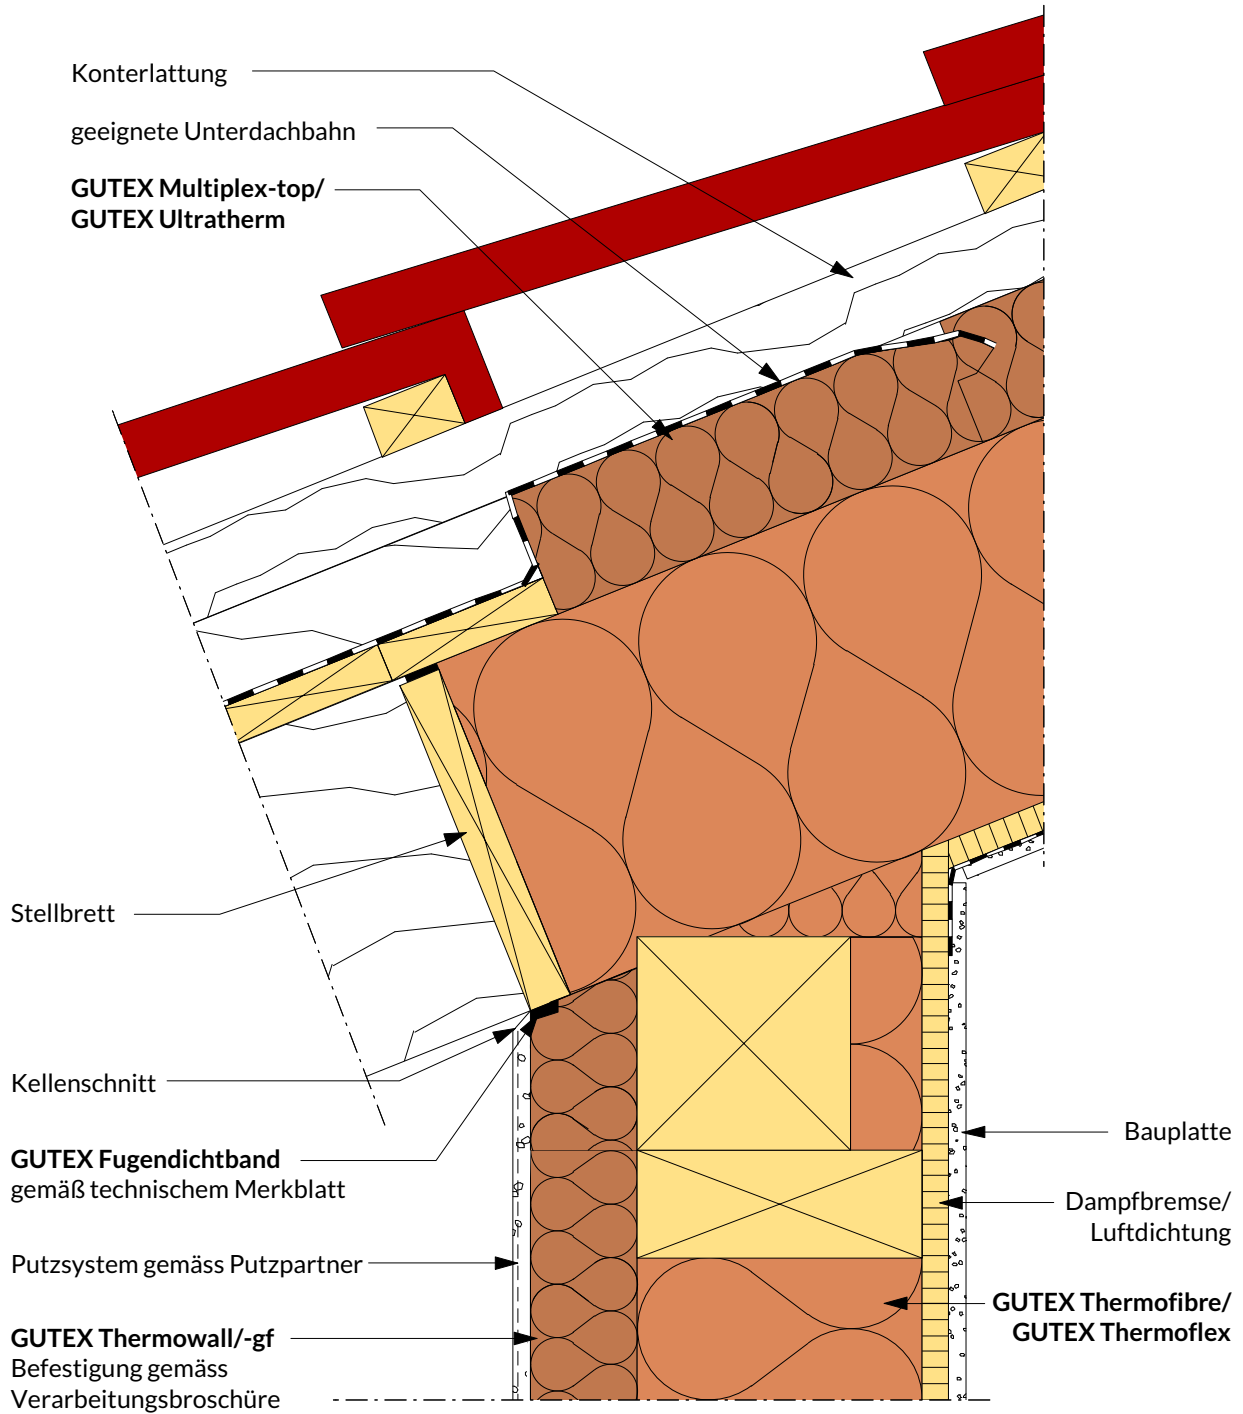 Konterlattung
geeignete Unterdachbahn
GUTEX Multiplex-top/
GUTEX Ultratherm
Stellbrett
Kellenschnitt
GUTEX Fugendichtband
gemäß technischem Merkblatt
Putzsystem gemäss Putzpartner
GUTEX Thermowall/-gf
Befestigung gemäss
Verarbeitungsbroschüre
Bauplatte
Dampfbremse/
Luftdichtung
GUTEX Thermofibre/
GUTEX Thermoflex